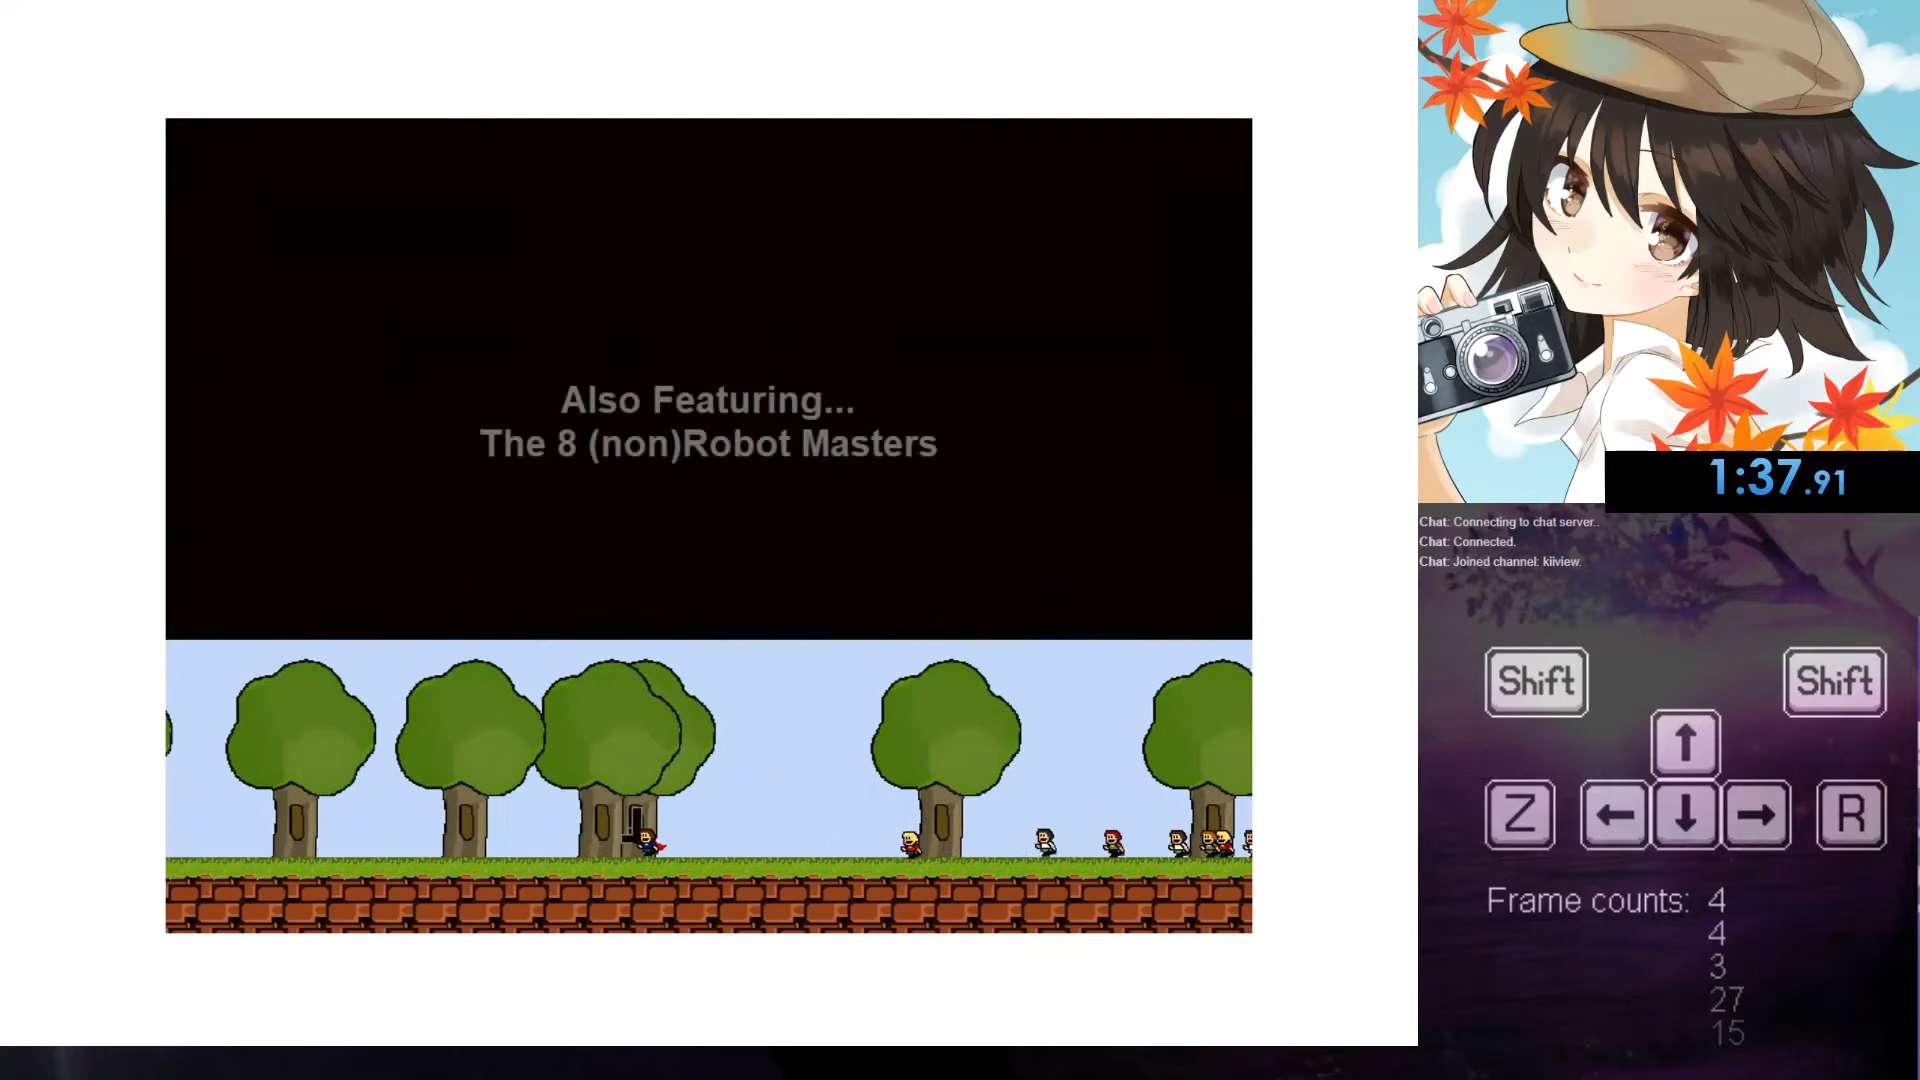 Also Featuring...
The 8 (non)Robot Masters
1:37.91
Chat: Connecting to chat server..
Chat: Connected.
Chat: Joined channel: kiiview.
Shift
Shift
↑
Z
←
↓
→
R
Frame counts: 4
4
3
27
15